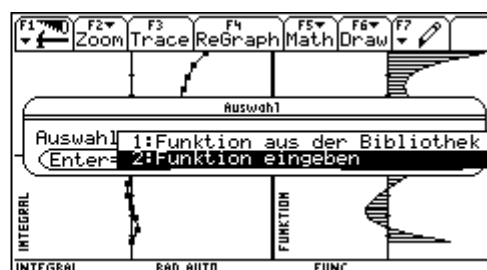 F1 F2 F3 F4 F5 F6 F7
Zoom Trace ReGraph Math Draw
Auswahl
Auswahl
1:Funktion aus der Bibliothek
Enter=
2:Funktion eingeben
INTEGRAL
FUNKTION
INTEGRAL RAD AUTO FUNC